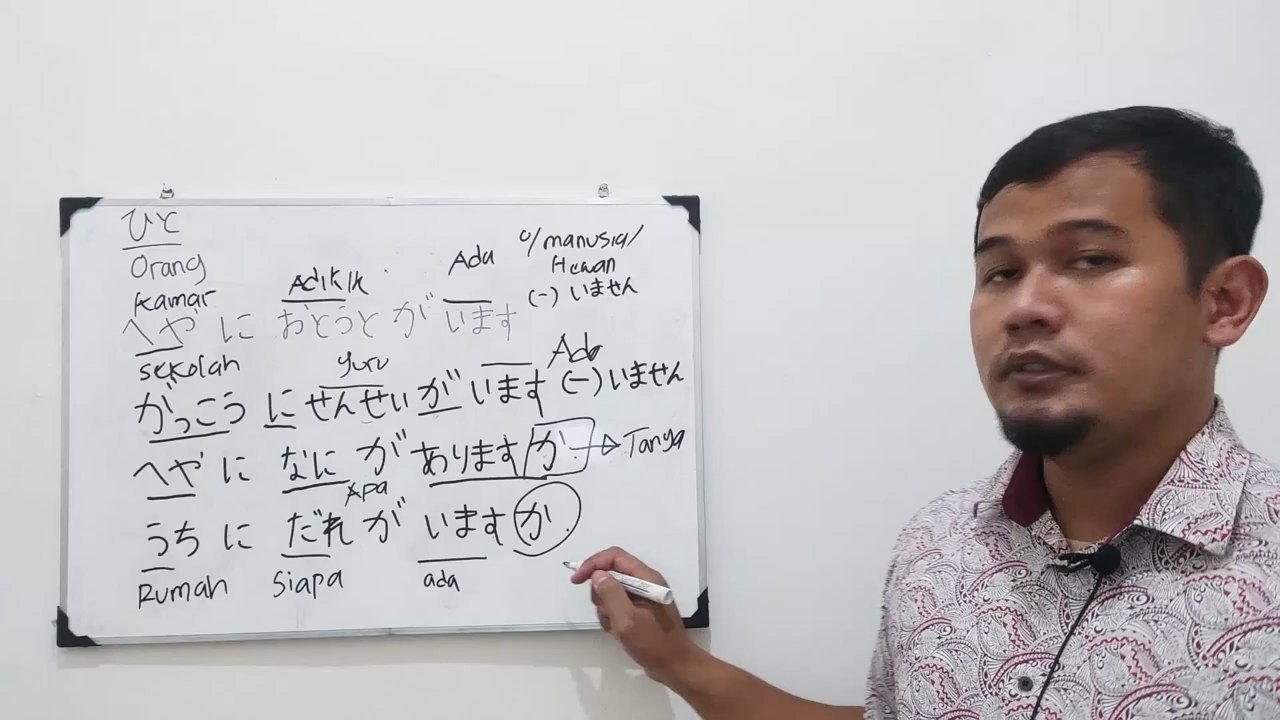 ひと
Orang
Kamar Adik lk Ada o/manusia/
Hewan
(-) いません
へや に おとうと が います
Sekolah Guru Ada
がっこう に せんせい が います (-) いません
へや に なに が あります か. Tanya
Apa
うち に だれ が います か.
Rumah Siapa ada